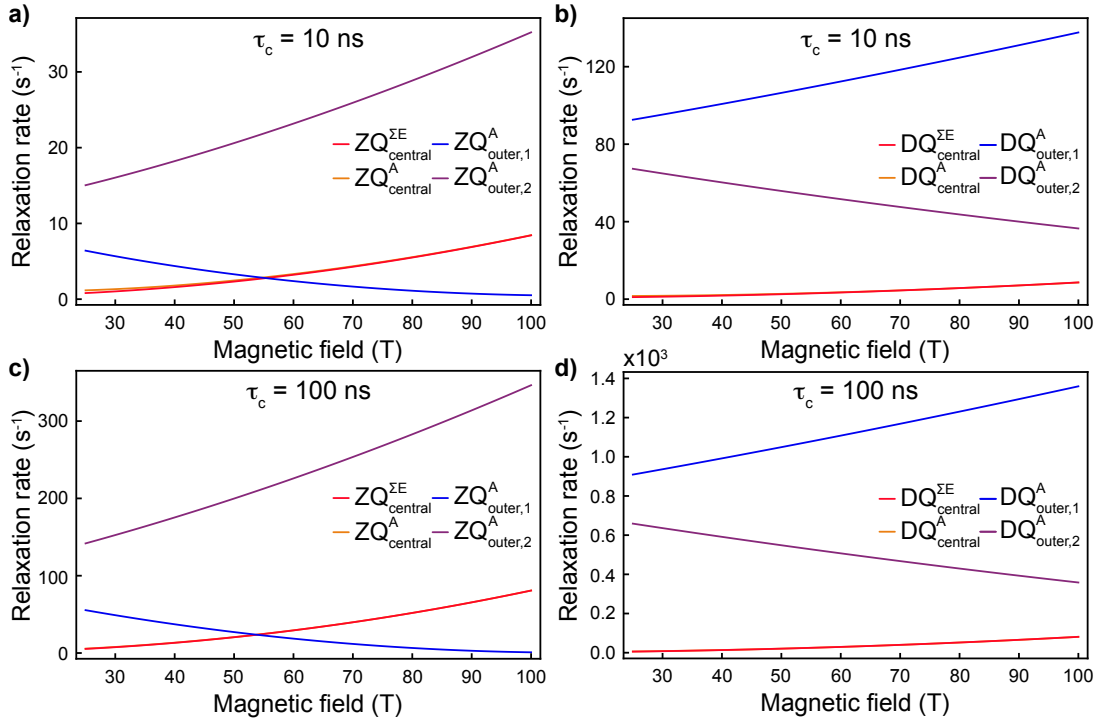 a)
τc = 10 ns
Relaxation rate (s-1)
30
20
10
0
ZQΣEcentral ZQAouter,1
ZQAcentral ZQAouter,2
30 40 50 60 70 80 90 100
Magnetic field (T)
b)
τc = 10 ns
Relaxation rate (s-1)
120
80
40
0
DQΣEcentral DQAouter,1
DQAcentral DQAouter,2
30 40 50 60 70 80 90 100
Magnetic field (T)
c)
τc = 100 ns
Relaxation rate (s-1)
300
200
100
0
ZQΣEcentral ZQAouter,1
ZQAcentral ZQAouter,2
30 40 50 60 70 80 90 100
Magnetic field (T)
d)
x10³
τc = 100 ns
Relaxation rate (s-1)
1.4
1.2
1.0
0.8
0.6
0.4
0.2
0.0
DQΣEcentral DQAouter,1
DQAcentral DQAouter,2
30 40 50 60 70 80 90 100
Magnetic field (T)